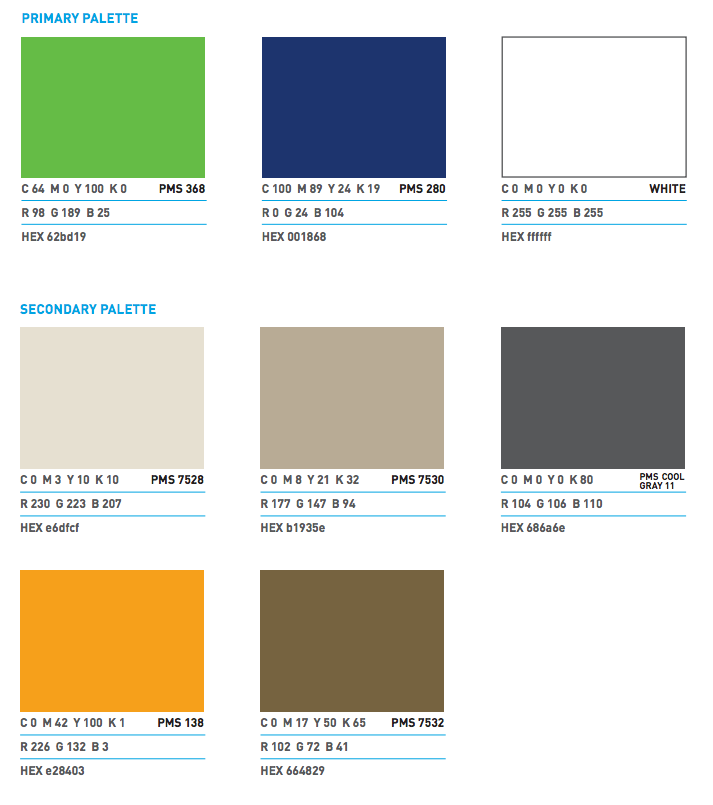 PRIMARY PALETTE
C 64 M 0 Y 100 K 0 PMS 368
R 98 G 189 B 25
HEX 62bd19
C 100 M 89 Y 24 K 19 PMS 280
R 0 G 24 B 104
HEX 001868
C 0 M 0 Y 0 K 0 WHITE
R 255 G 255 B 255
HEX ffffff
SECONDARY PALETTE
C 0 M 3 Y 10 K 10 PMS 7528
R 230 G 223 B 207
HEX e6dfcf
C 0 M 8 Y 21 K 32 PMS 7530
R 177 G 147 B 94
HEX b1935e
C 0 M 0 Y 0 K 80 PMS COOL
GRAY 11
R 104 G 106 B 110
HEX 686a6e
C 0 M 42 Y 100 K 1 PMS 138
R 226 G 132 B 3
HEX e28403
C 0 M 17 Y 50 K 65 PMS 7532
R 102 G 72 B 41
HEX 664829